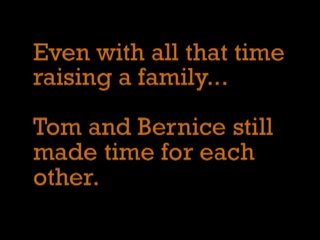 Even with all that time
raising a family...
Tom and Bernice still
made time for each
other.